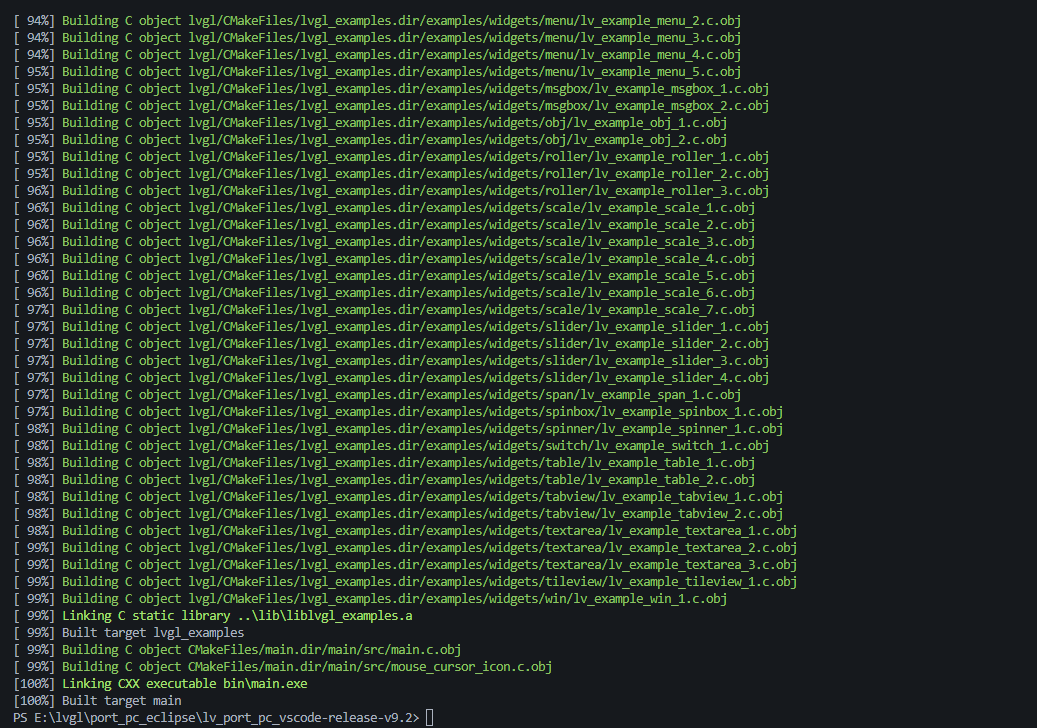 [ 94%] Building C object lvgl/CMakeFiles/lvgl_examples.dir/examples/widgets/menu/lv_example_menu_2.c.obj
[ 94%] Building C object lvgl/CMakeFiles/lvgl_examples.dir/examples/widgets/menu/lv_example_menu_3.c.obj
[ 94%] Building C object lvgl/CMakeFiles/lvgl_examples.dir/examples/widgets/menu/lv_example_menu_4.c.obj
[ 95%] Building C object lvgl/CMakeFiles/lvgl_examples.dir/examples/widgets/menu/lv_example_menu_5.c.obj
[ 95%] Building C object lvgl/CMakeFiles/lvgl_examples.dir/examples/widgets/msgbox/lv_example_msgbox_1.c.obj
[ 95%] Building C object lvgl/CMakeFiles/lvgl_examples.dir/examples/widgets/msgbox/lv_example_msgbox_2.c.obj
[ 95%] Building C object lvgl/CMakeFiles/lvgl_examples.dir/examples/widgets/obj/lv_example_obj_1.c.obj
[ 95%] Building C object lvgl/CMakeFiles/lvgl_examples.dir/examples/widgets/obj/lv_example_obj_2.c.obj
[ 95%] Building C object lvgl/CMakeFiles/lvgl_examples.dir/examples/widgets/roller/lv_example_roller_1.c.obj
[ 95%] Building C object lvgl/CMakeFiles/lvgl_examples.dir/examples/widgets/roller/lv_example_roller_2.c.obj
[ 96%] Building C object lvgl/CMakeFiles/lvgl_examples.dir/examples/widgets/roller/lv_example_roller_3.c.obj
[ 96%] Building C object lvgl/CMakeFiles/lvgl_examples.dir/examples/widgets/scale/lv_example_scale_1.c.obj
[ 96%] Building C object lvgl/CMakeFiles/lvgl_examples.dir/examples/widgets/scale/lv_example_scale_2.c.obj
[ 96%] Building C object lvgl/CMakeFiles/lvgl_examples.dir/examples/widgets/scale/lv_example_scale_3.c.obj
[ 96%] Building C object lvgl/CMakeFiles/lvgl_examples.dir/examples/widgets/scale/lv_example_scale_4.c.obj
[ 96%] Building C object lvgl/CMakeFiles/lvgl_examples.dir/examples/widgets/scale/lv_example_scale_5.c.obj
[ 96%] Building C object lvgl/CMakeFiles/lvgl_examples.dir/examples/widgets/scale/lv_example_scale_6.c.obj
[ 97%] Building C object lvgl/CMakeFiles/lvgl_examples.dir/examples/widgets/scale/lv_example_scale_7.c.obj
[ 97%] Building C object lvgl/CMakeFiles/lvgl_examples.dir/examples/widgets/slider/lv_example_slider_1.c.obj
[ 97%] Building C object lvgl/CMakeFiles/lvgl_examples.dir/examples/widgets/slider/lv_example_slider_2.c.obj
[ 97%] Building C object lvgl/CMakeFiles/lvgl_examples.dir/examples/widgets/slider/lv_example_slider_3.c.obj
[ 97%] Building C object lvgl/CMakeFiles/lvgl_examples.dir/examples/widgets/slider/lv_example_slider_4.c.obj
[ 97%] Building C object lvgl/CMakeFiles/lvgl_examples.dir/examples/widgets/span/lv_example_span_1.c.obj
[ 97%] Building C object lvgl/CMakeFiles/lvgl_examples.dir/examples/widgets/spinbox/lv_example_spinbox_1.c.obj
[ 98%] Building C object lvgl/CMakeFiles/lvgl_examples.dir/examples/widgets/spinner/lv_example_spinner_1.c.obj
[ 98%] Building C object lvgl/CMakeFiles/lvgl_examples.dir/examples/widgets/switch/lv_example_switch_1.c.obj
[ 98%] Building C object lvgl/CMakeFiles/lvgl_examples.dir/examples/widgets/table/lv_example_table_1.c.obj
[ 98%] Building C object lvgl/CMakeFiles/lvgl_examples.dir/examples/widgets/table/lv_example_table_2.c.obj
[ 98%] Building C object lvgl/CMakeFiles/lvgl_examples.dir/examples/widgets/tabview/lv_example_tabview_1.c.obj
[ 98%] Building C object lvgl/CMakeFiles/lvgl_examples.dir/examples/widgets/tabview/lv_example_tabview_2.c.obj
[ 98%] Building C object lvgl/CMakeFiles/lvgl_examples.dir/examples/widgets/textarea/lv_example_textarea_1.c.obj
[ 99%] Building C object lvgl/CMakeFiles/lvgl_examples.dir/examples/widgets/textarea/lv_example_textarea_2.c.obj
[ 99%] Building C object lvgl/CMakeFiles/lvgl_examples.dir/examples/widgets/textarea/lv_example_textarea_3.c.obj
[ 99%] Building C object lvgl/CMakeFiles/lvgl_examples.dir/examples/widgets/tileview/lv_example_tileview_1.c.obj
[ 99%] Building C object lvgl/CMakeFiles/lvgl_examples.dir/examples/widgets/win/lv_example_win_1.c.obj
[ 99%] Linking C static library ..\lib\liblvgl_examples.a
[ 99%] Built target lvgl_examples
[ 99%] Building C object CMakeFiles/main.dir/main/src/main.c.obj
[ 99%] Building C object CMakeFiles/main.dir/main/src/mouse_cursor_icon.c.obj
[100%] Linking CXX executable bin\main.exe
[100%] Built target main
PS E:\lvgl\port_pc_eclipse\lv_port_pc_vscode-release-v9.2>